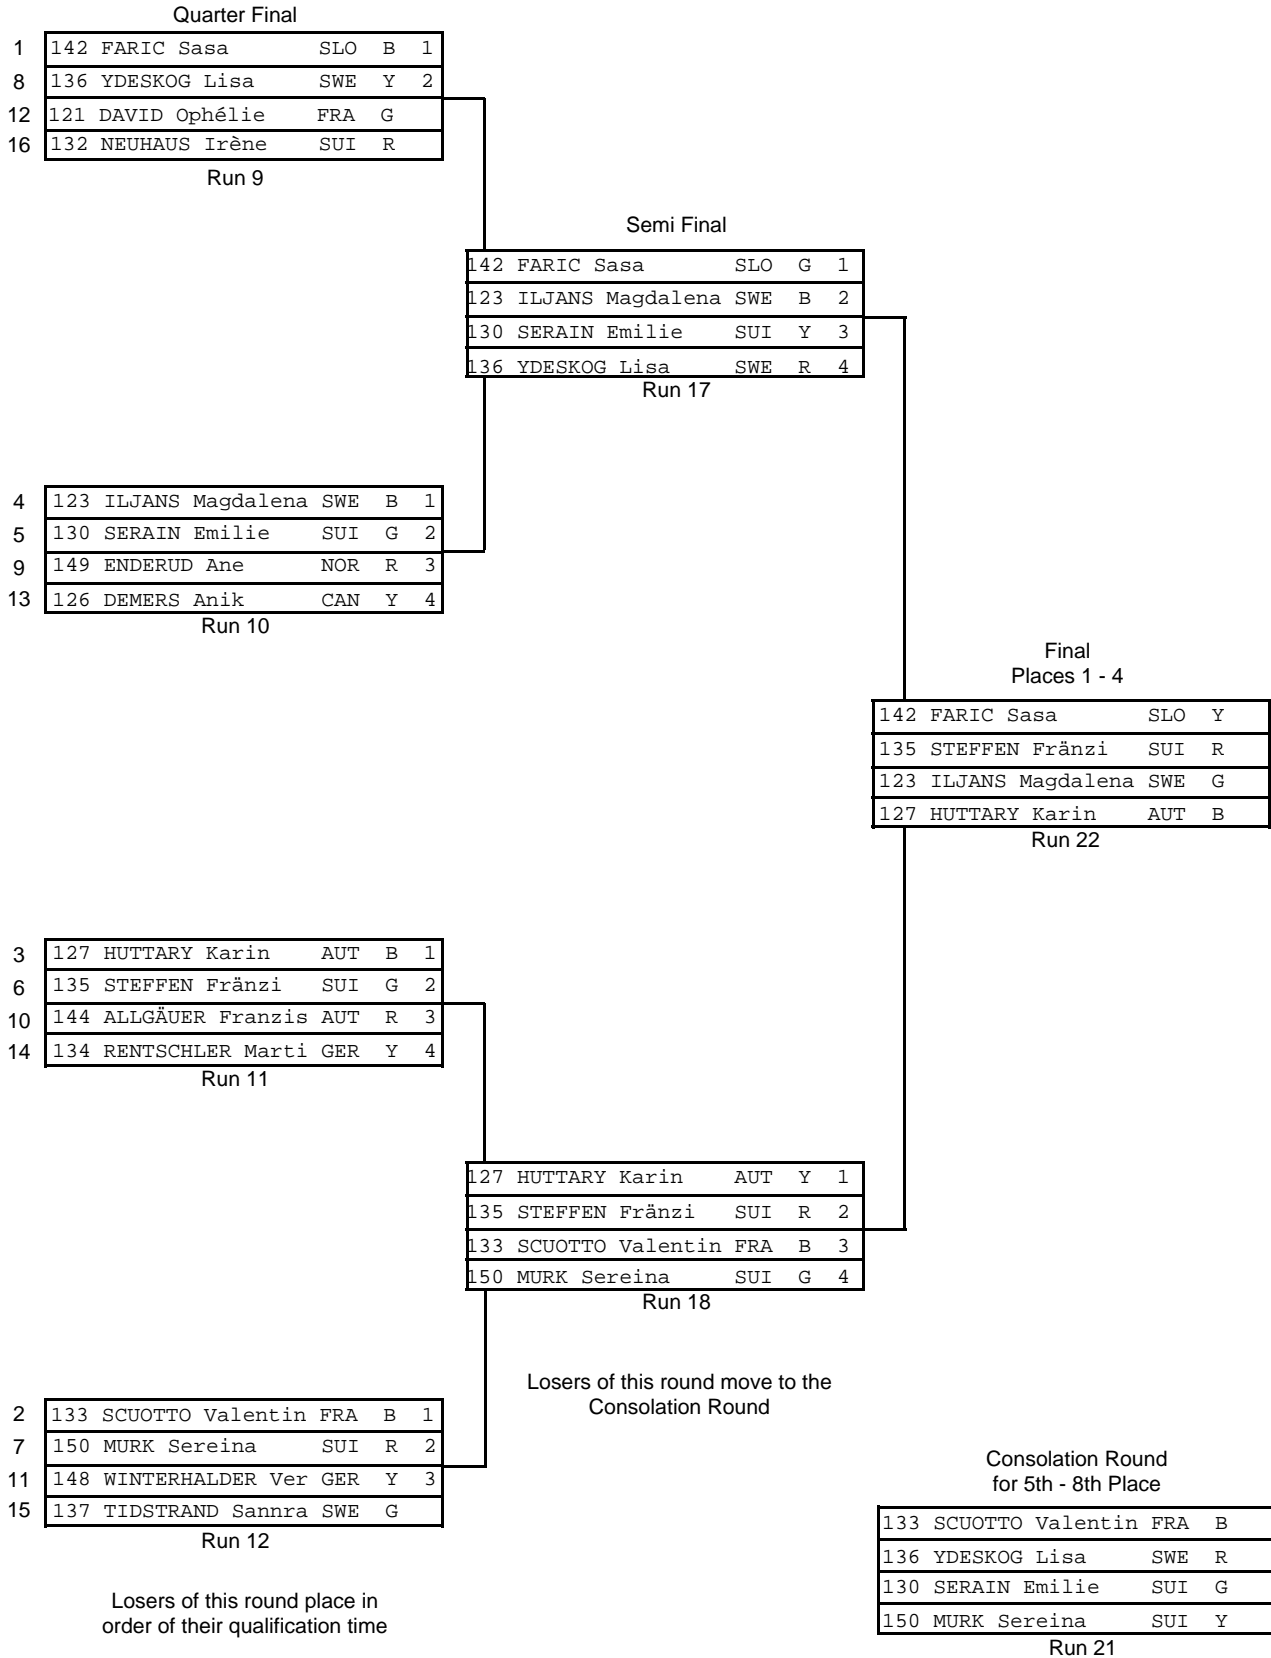 Quarter Final
1 142 FARIC Sasa SLO B 1
8 136 YDESKOG Lisa SWE Y 2
12 121 DAVID Ophélie FRA G
16 132 NEUHAUS Irène SUI R
Run 9
Semi Final
142 FARIC Sasa SLO G 1
123 ILJANS Magdalena SWE B 2
130 SERAIN Emilie SUI Y 3
136 YDESKOG Lisa SWE R 4
Run 17
4 123 ILJANS Magdalena SWE B 1
5 130 SERAIN Emilie SUI G 2
9 149 ENDERUD Ane NOR R 3
13 126 DEMERS Anik CAN Y 4
Run 10
Final
Places 1 - 4
142 FARIC Sasa SLO Y
135 STEFFEN Fränzi SUI R
123 ILJANS Magdalena SWE G
127 HUTTARY Karin AUT B
Run 22
3 127 HUTTARY Karin AUT B 1
6 135 STEFFEN Fränzi SUI G 2
10 144 ALLGÄUER Franzis AUT R 3
14 134 RENTSCHLER Marti GER Y 4
Run 11
127 HUTTARY Karin AUT Y 1
135 STEFFEN Fränzi SUI R 2
133 SCUOTTO Valentin FRA B 3
150 MURK Sereina SUI G 4
Run 18
Losers of this round move to the
Consolation Round
2 133 SCUOTTO Valentin FRA B 1
7 150 MURK Sereina SUI R 2
11 148 WINTERHALDER Ver GER Y 3
15 137 TIDSTRAND Sannra SWE G
Run 12
Losers of this round place in
order of their qualification time
Consolation Round
for 5th - 8th Place
133 SCUOTTO Valentin FRA B
136 YDESKOG Lisa SWE R
130 SERAIN Emilie SUI G
150 MURK Sereina SUI Y
Run 21